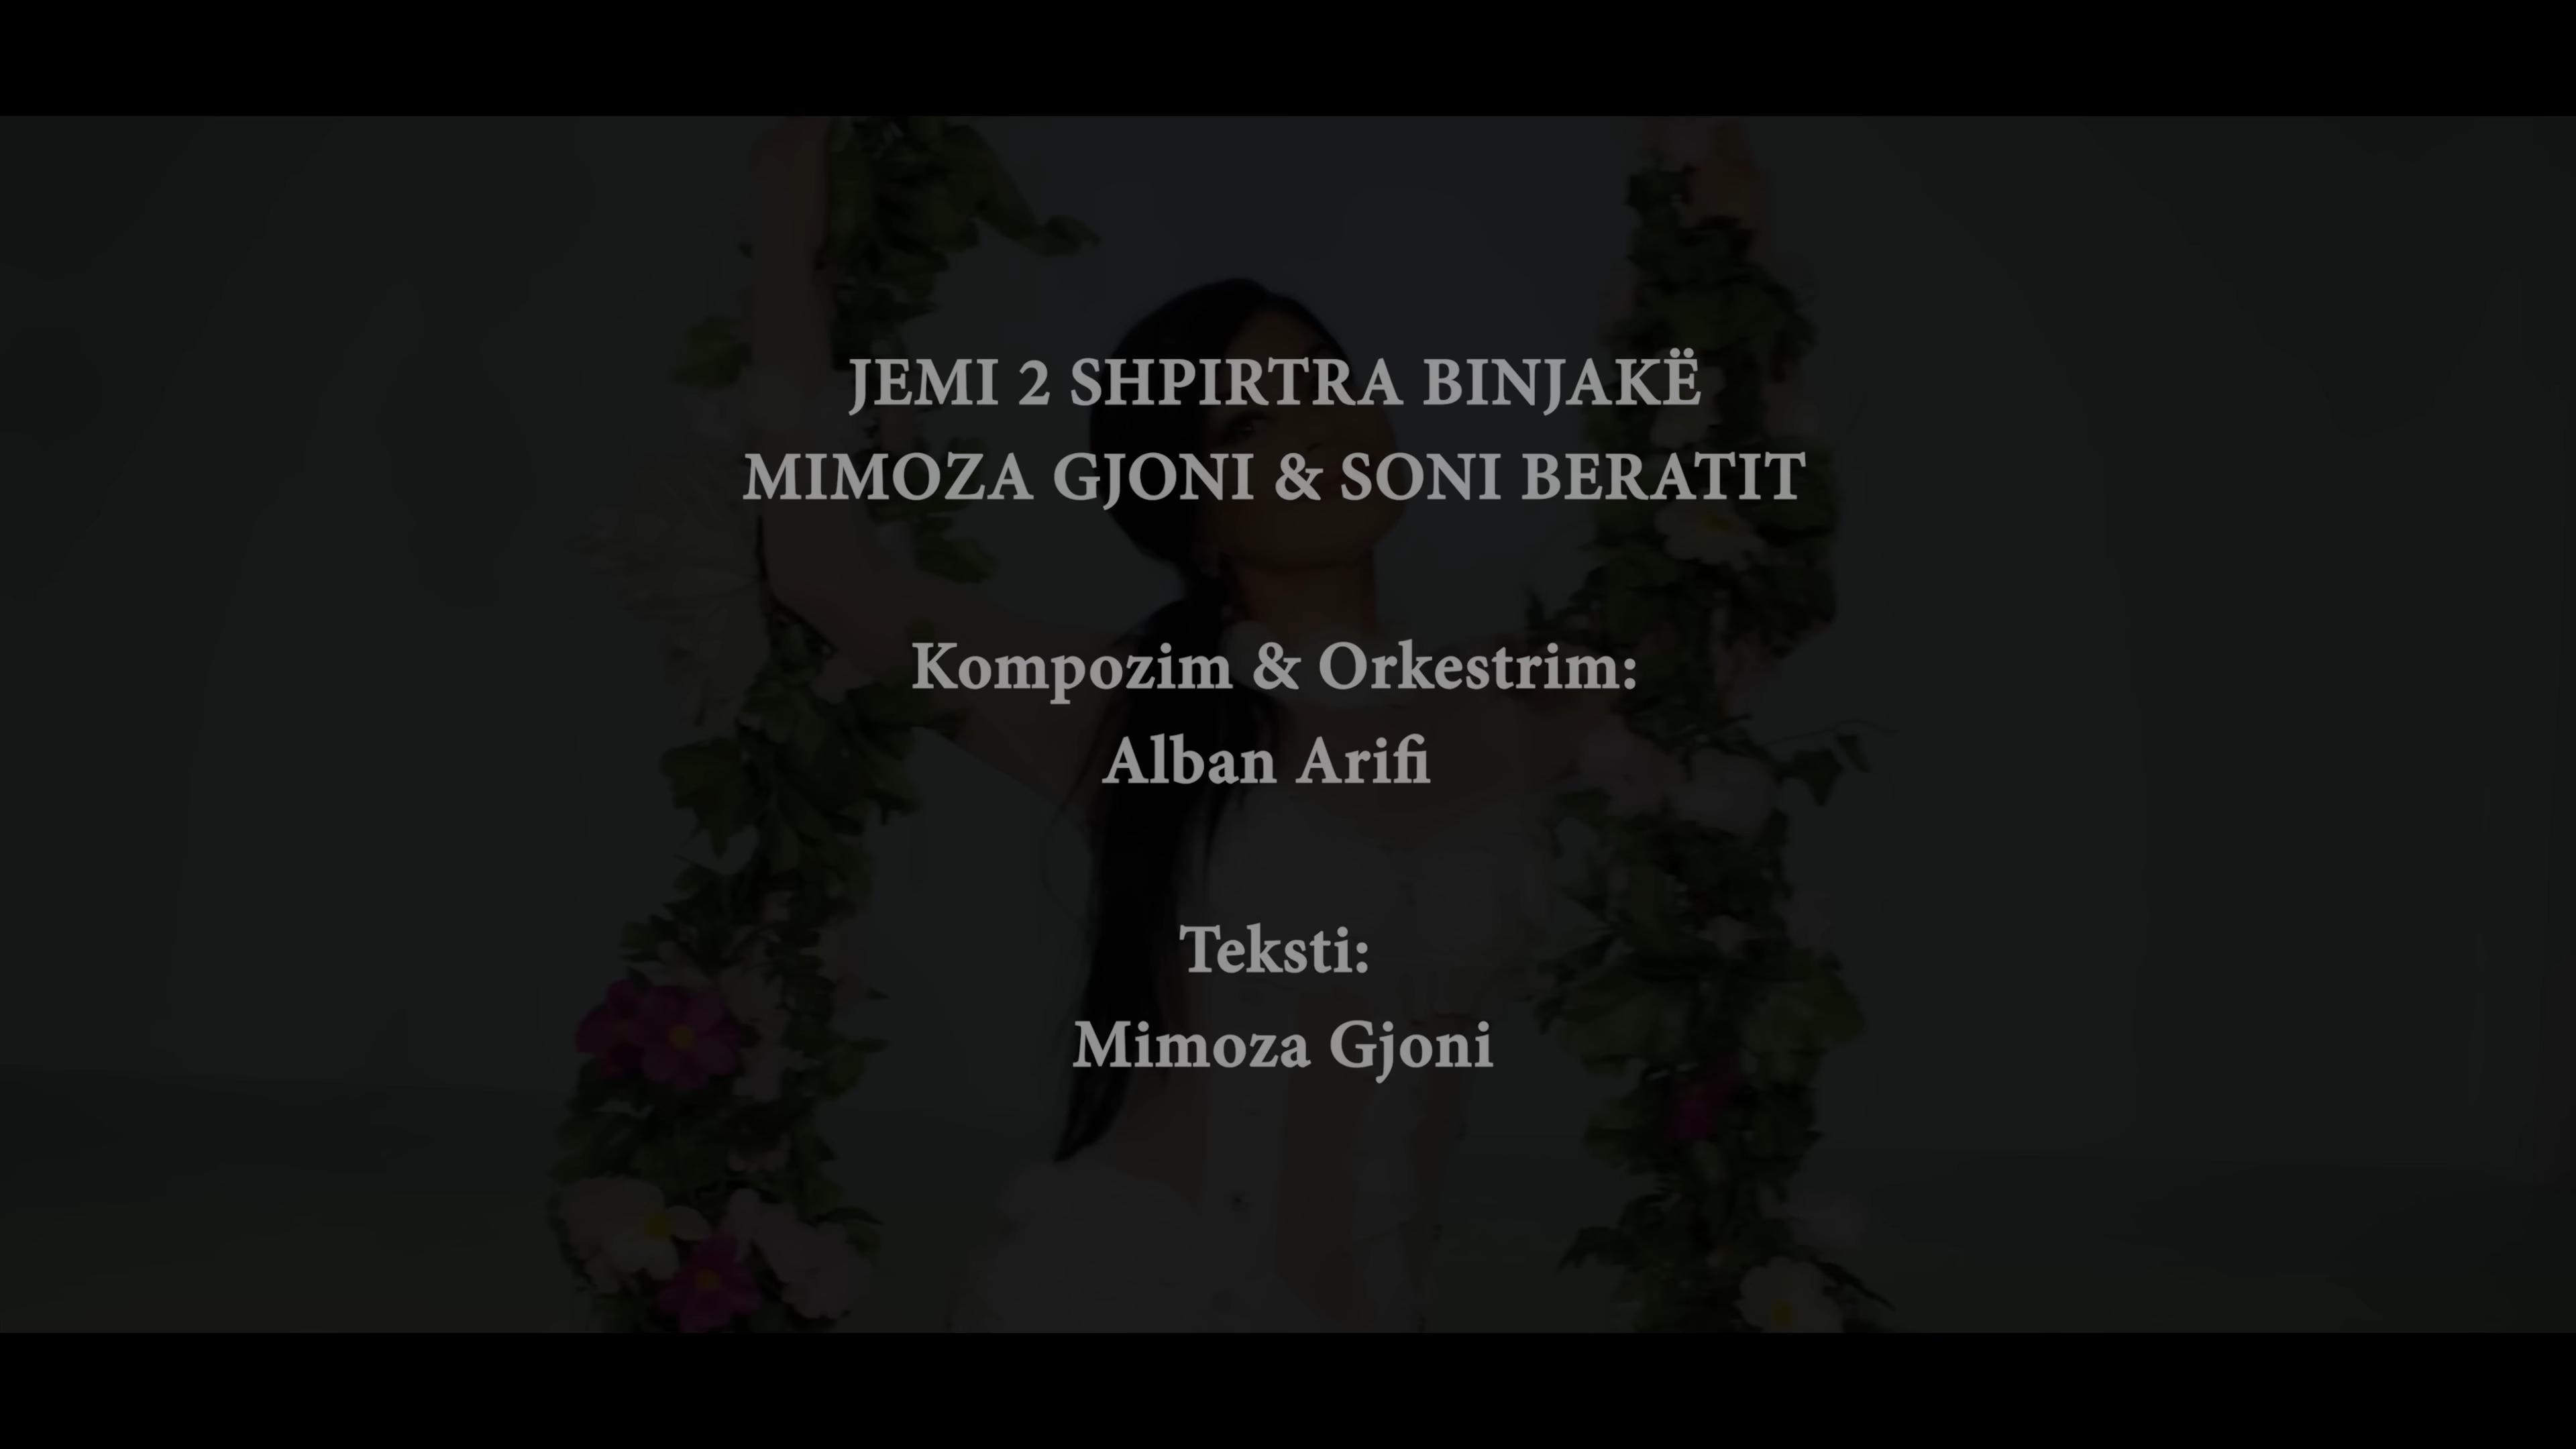 JEMI 2 SHPIRTRA BINJAKË
MIMOZA GJONI & SONI BERATIT
Kompozim & Orkestrim:
Alban Arifi
Teksti:
Mimoza Gjoni